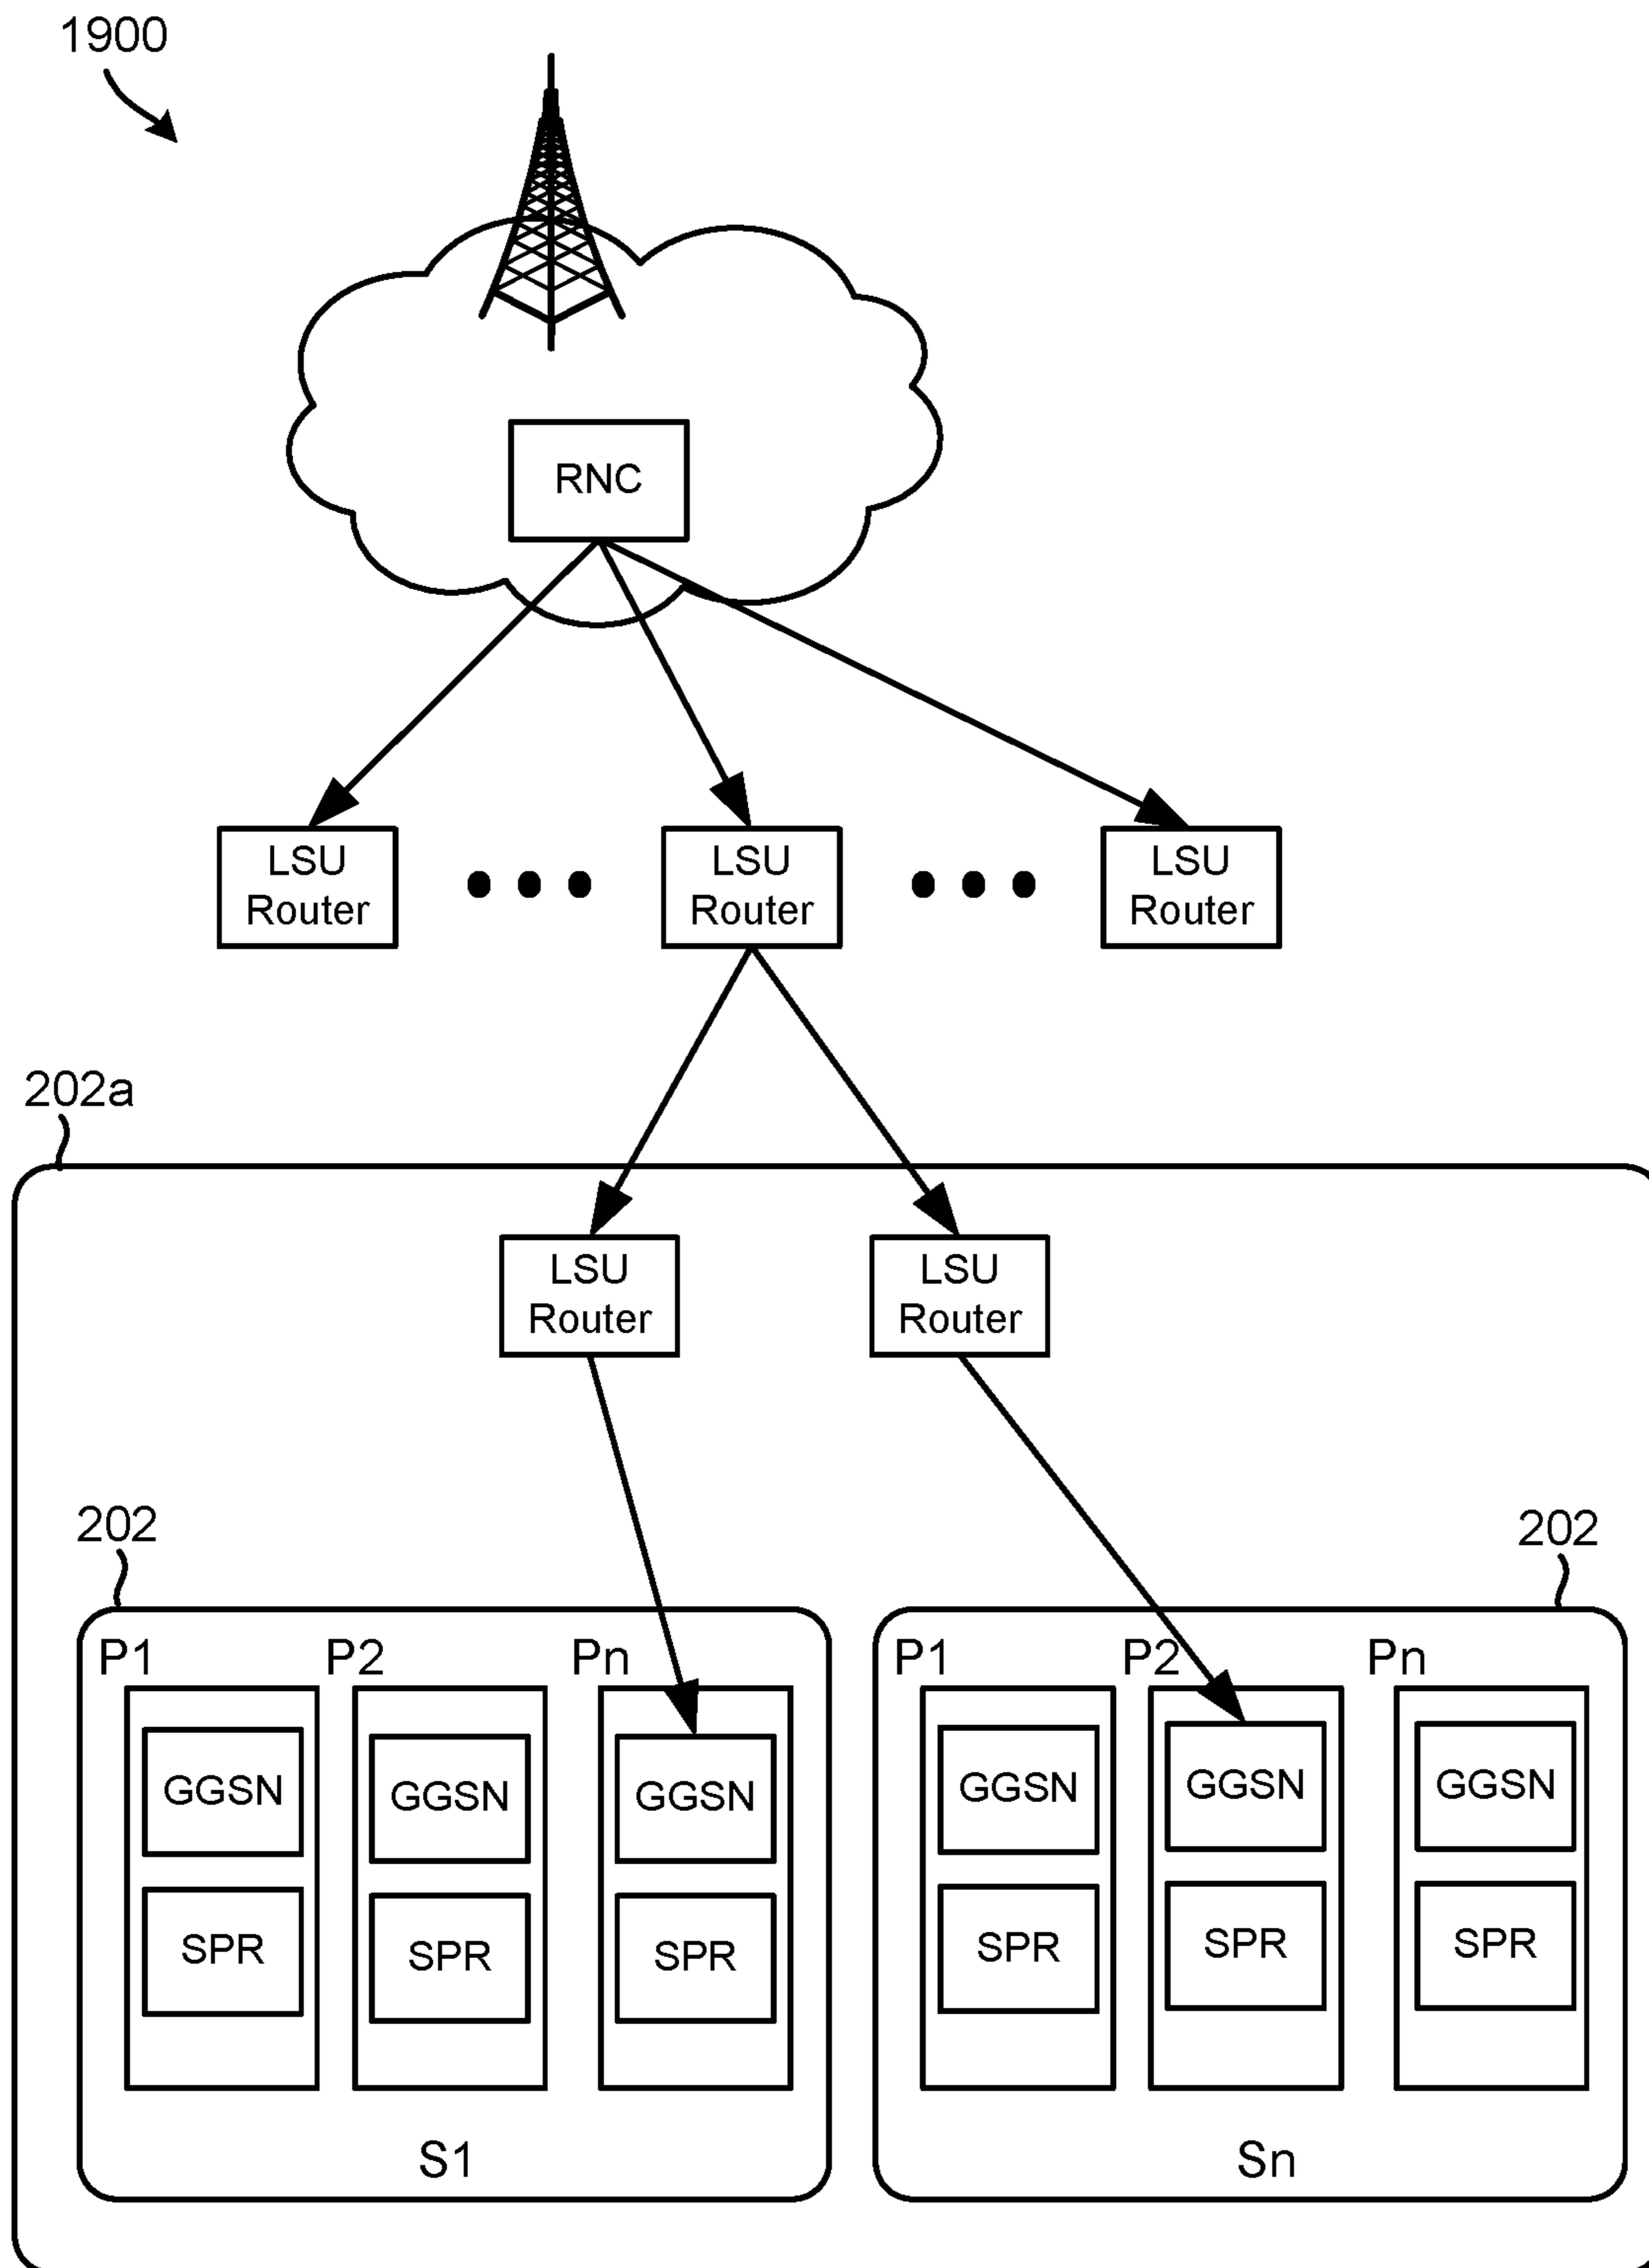 1900
RNC
LSU
Router
LSU
Router
LSU
Router
202a
LSU
Router
LSU
Router
202
202
P1
P2
Pn
P1
P2
Pn
GGSN
GGSN
GGSN
GGSN
GGSN
GGSN
SPR
SPR
SPR
SPR
SPR
SPR
S1
Sn